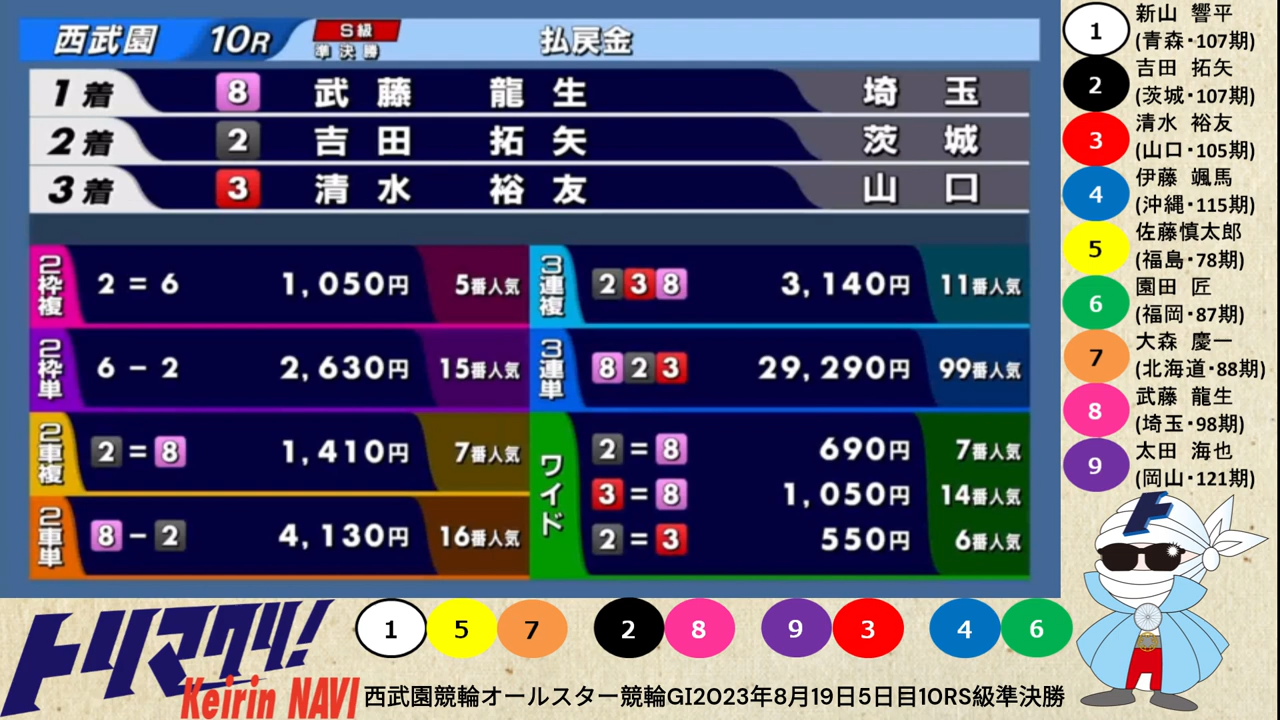 西武園 10R S級 準決勝 払戻金
1着 8 武藤 龍生 埼玉
2着 2 吉田 拓矢 茨城
3着 3 清水 裕友 山口
2枠複 2=6 1,050円 5番人気
2枠単 6-2 2,630円 15番人気
2車複 2=8 1,410円 7番人気
2車単 8-2 4,130円 16番人気
3連複 2 3 8 3,140円 11番人気
3連単 8 2 3 29,290円 99番人気
ワイド 2=8 690円 7番人気
3=8 1,050円 14番人気
2=3 550円 6番人気
1 新山 響平
(青森・107期)
2 吉田 拓矢
(茨城・107期)
3 清水 裕友
(山口・105期)
4 伊藤 颯馬
(沖縄・115期)
5 佐藤慎太郎
(福島・78期)
6 園田 匠
(福岡・87期)
7 大森 慶一
(北海道・88期)
8 武藤 龍生
(埼玉・98期)
9 太田 海也
(岡山・121期)
ト
トリマクリ!
Keirin NAVI
1 5 7 2 8 9 3 4 6
西武園競輪オールスター競輪GI2023年8月19日5日目10RS級準決勝